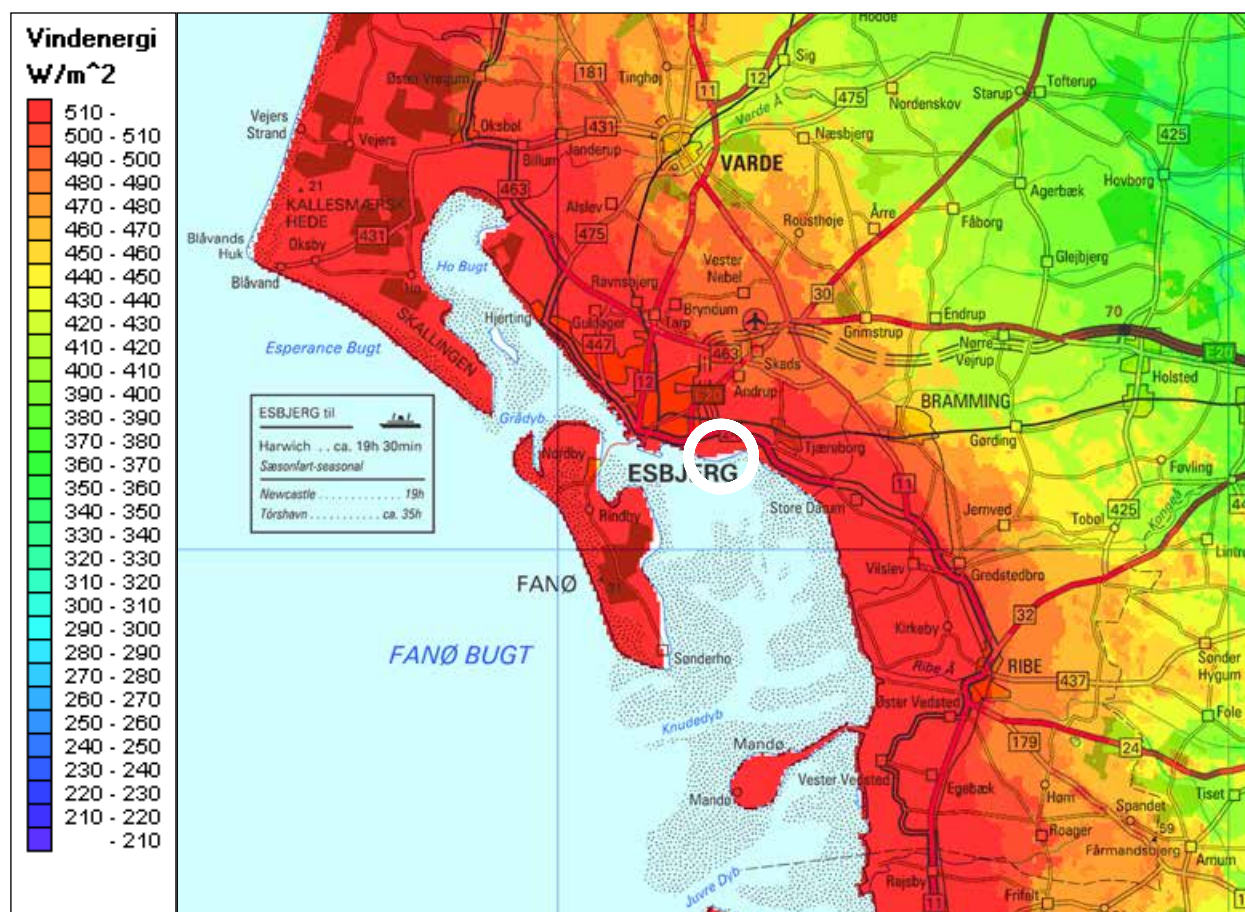 Vindenergi
W/m^2
510 -
500 - 510
490 - 500
480 - 490
470 - 480
460 - 470
450 - 460
440 - 450
430 - 440
420 - 430
410 - 420
400 - 410
390 - 400
380 - 390
370 - 380
360 - 370
350 - 360
340 - 350
330 - 340
320 - 330
310 - 320
300 - 310
290 - 300
280 - 290
270 - 280
260 - 270
250 - 260
240 - 250
230 - 240
220 - 230
210 - 220
- 210
Hodde
Sig
Øster Vrøgum
181
Tinghøj
11
12
475
Nordenskov
Starup
Tofterup
Vejers
Strand
Vejers
Oksbøl
431
Billum
Janderup
Varde Å
Næsbjerg
425
VARDE
Hovborg
21
KALLESMÆRSK
HEDE
463
Alslev
475
Agerbæk
Rousthøje
Årre
Fåborg
Blåvands
Huk
Oksby
431
Blåvand
Ho
Ho Bugt
Vester
Nebel
Glejbjerg
Ravnsbjerg
30
SKALLINGEN
Hjerting
Guldager
Tarp
Bryndum
Grimstrup
Endrup
70
Esperance Bugt
447
463
Skads
Nørre
Vejrup
E20
Holsted
12
E20
Andrup
BRAMMING
ESBJERG til
Harwich . . ca. 19h 30min
Sæsonfart-seasonal
Newcastle . . . . . . . . . . . 19h
Tórshavn . . . . . . . . . ca. 35h
Grådyb
Nordby
ESBJERG
Tjæreborg
Gørding
Føvling
11
Rindby
Store Darum
Jernved
Tobøl
425
Kongeå
FANØ
Vilslev
Gredstedbro
32
FANØ BUGT
Kirkeby
Sønderho
Ribe Å
RIBE
437
Sønder
Hygum
Knudedyb
Øster Vedsted
Fole
Mandø
179
24
Vester Vedsted
Mandø
Egebæk
Høm
Spandet
Tiset
59
Roager
Fårmandsbjerg
Arnum
Juvre Dyb
Rejsby
11
Frifelt